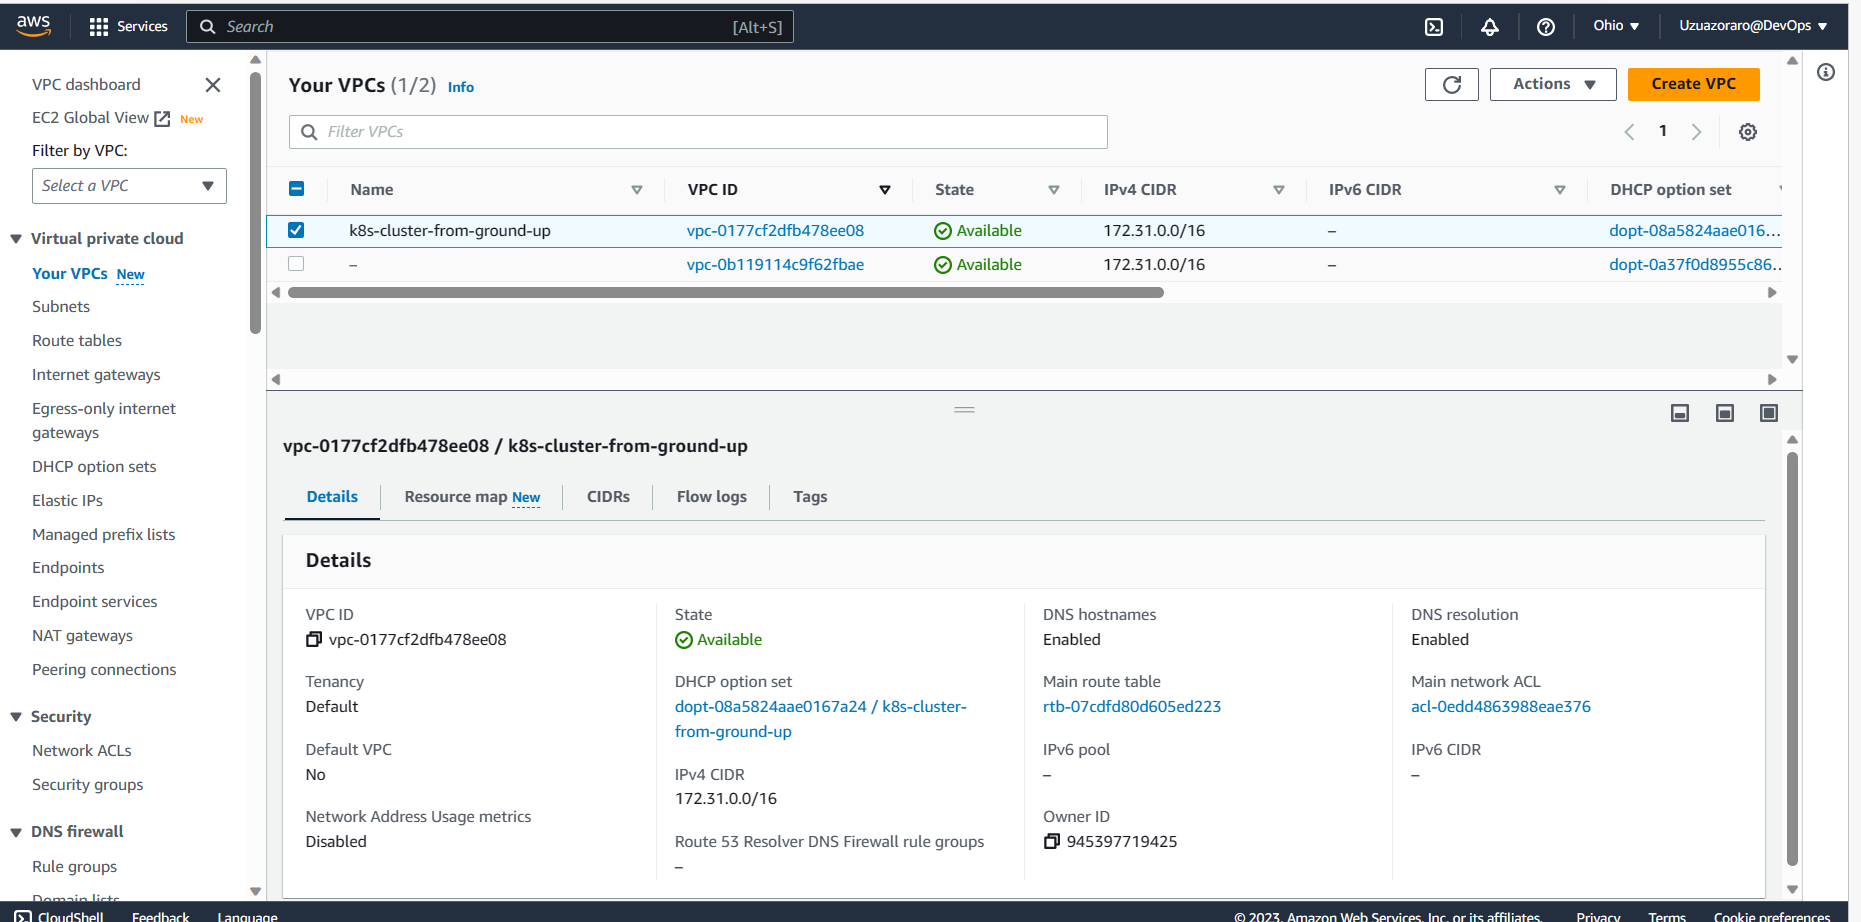 aws
Services
Search
[Alt+S]
Ohio
Uzuazoraro@DevOps
VPC dashboard
EC2 Global View New
Filter by VPC:
Select a VPC
Virtual private cloud
Your VPCs New
Subnets
Route tables
Internet gateways
Egress-only internet
gateways
DHCP option sets
Elastic IPs
Managed prefix lists
Endpoints
Endpoint services
NAT gateways
Peering connections
Security
Network ACLs
Security groups
DNS firewall
Rule groups
Domain lists
Your VPCs (1/2) Info
Actions
Create VPC
Filter VPCs
1
Name VPC ID State IPv4 CIDR IPv6 CIDR DHCP option set
k8s-cluster-from-ground-up vpc-0177cf2dfb478ee08 Available 172.31.0.0/16 – dopt-08a5824aae016...
– vpc-0b119114c9f62fbae Available 172.31.0.0/16 – dopt-0a37f0d8955c86..
vpc-0177cf2dfb478ee08 / k8s-cluster-from-ground-up
Details Resource map New CIDRs Flow logs Tags
Details
VPC ID
vpc-0177cf2dfb478ee08
State
Available
DNS hostnames
Enabled
DNS resolution
Enabled
Tenancy
Default
DHCP option set
dopt-08a5824aae0167a24 / k8s-cluster-
from-ground-up
Main route table
rtb-07cdfd80d605ed223
Main network ACL
acl-0edd4863988eae376
Default VPC
No
IPv4 CIDR
172.31.0.0/16
IPv6 pool
–
IPv6 CIDR
–
Network Address Usage metrics
Disabled
Route 53 Resolver DNS Firewall rule groups
–
Owner ID
945397719425
CloudShell Feedback Language
© 2023, Amazon Web Services, Inc. or its affiliates. Privacy Terms Cookie preferences